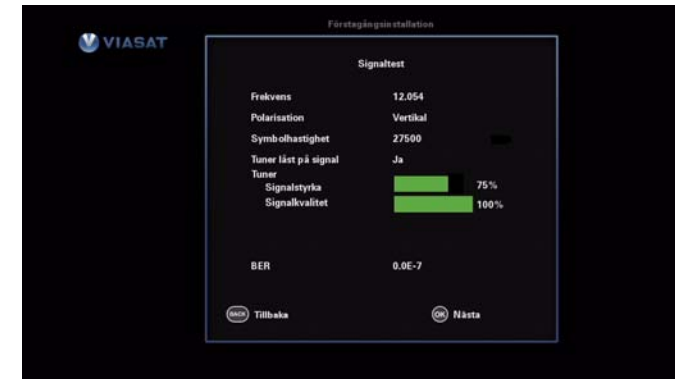 Förstagångsinstallation
VIASAT
Signaltest
Frekvens 12.054
Polarisation Vertikal
Symbolhastighet 27500
Tuner låst på signal Ja
Tuner
Signalstyrka 75%
Signalkvalitet 100%
BER 0.0E-7
BACK Tillbaka OK Nästa